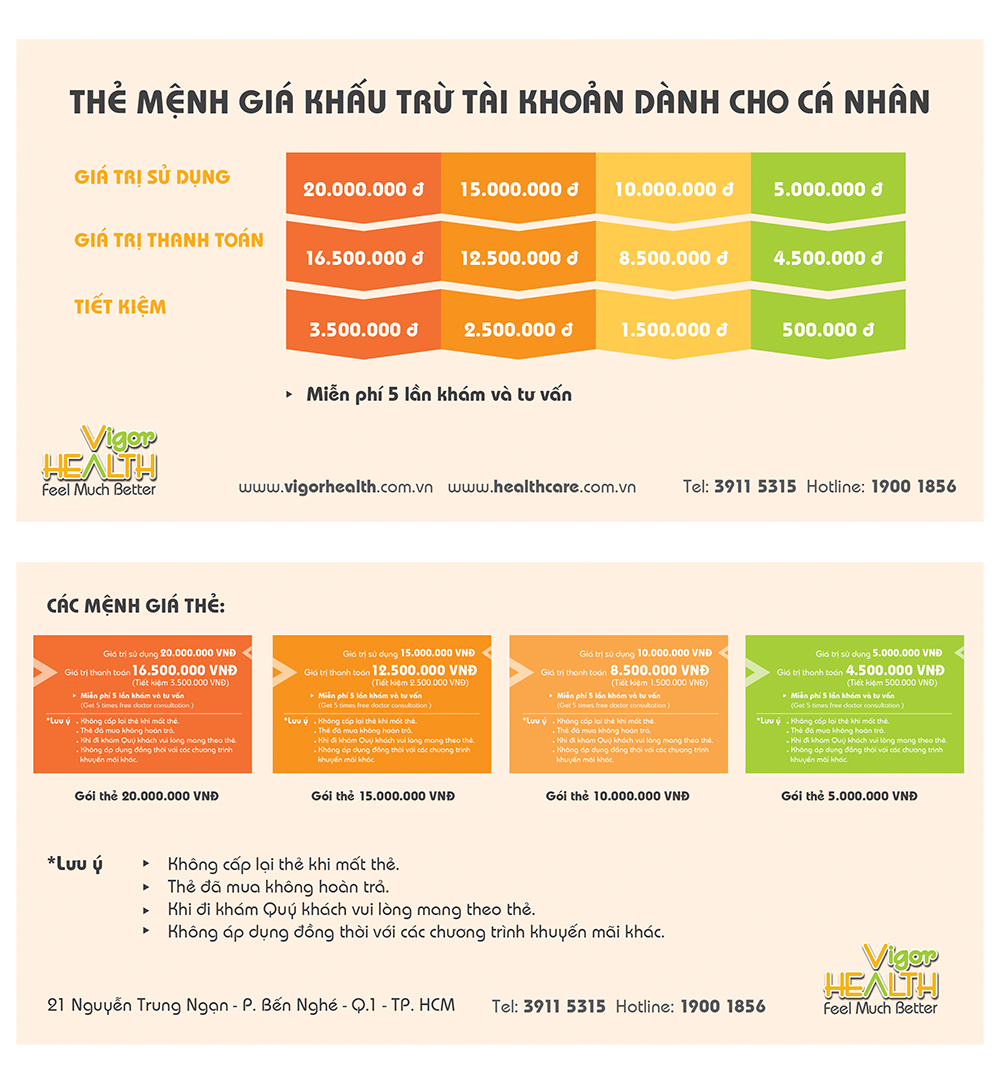 THẺ MỆNH GIÁ KHẤU TRỪ TÀI KHOẢN DÀNH CHO CÁ NHÂN
GIÁ TRỊ SỬ DỤNG 20.000.000 đ 15.000.000 đ 10.000.000 đ 5.000.000 đ
GIÁ TRỊ THANH TOÁN 16.500.000 đ 12.500.000 đ 8.500.000 đ 4.500.000 đ
TIẾT KIỆM 3.500.000 đ 2.500.000 đ 1.500.000 đ 500.000 đ
Miễn phí 5 lần khám và tư vấn
Vigor
HEALTH
Feel Much Better
www.vigorhealth.com.vn www.healthcare.com.vn Tel: 3911 5315 Hotline: 1900 1856
CÁC MỆNH GIÁ THẺ:
Giá trị sử dụng 20.000.000 VNĐ
Giá trị thanh toán 16.500.000 VNĐ
(Tiết kiệm 3.500.000 VNĐ)
Miễn phí 5 lần khám và tư vấn
(Get 5 times free doctor consultation )
*Lưu ý . Không cấp lại thẻ khi mất thẻ.
. Thẻ đã mua không hoàn trả.
. Khi đi khám Quý khách vui lòng mang theo thẻ.
. Không áp dụng đồng thời với các chương trình
khuyến mãi khác.
Gói thẻ 20.000.000 VNĐ
Giá trị sử dụng 15.000.000 VNĐ
Giá trị thanh toán 12.500.000 VNĐ
(Tiết kiệm 2.500.000 VNĐ)
Miễn phí 5 lần khám và tư vấn
(Get 5 times free doctor consultation )
*Lưu ý . Không cấp lại thẻ khi mất thẻ.
. Thẻ đã mua không hoàn trả.
. Khi đi khám Quý khách vui lòng mang theo thẻ.
. Không áp dụng đồng thời với các chương trình
khuyến mãi khác.
Gói thẻ 15.000.000 VNĐ
Giá trị sử dụng 10.000.000 VNĐ
Giá trị thanh toán 8.500.000 VNĐ
(Tiết kiệm 1.500.000 VNĐ)
Miễn phí 5 lần khám và tư vấn
(Get 5 times free doctor consultation )
*Lưu ý . Không cấp lại thẻ khi mất thẻ.
. Thẻ đã mua không hoàn trả.
. Khi đi khám Quý khách vui lòng mang theo thẻ.
. Không áp dụng đồng thời với các chương trình
khuyến mãi khác.
Gói thẻ 10.000.000 VNĐ
Giá trị sử dụng 5.000.000 VNĐ
Giá trị thanh toán 4.500.000 VNĐ
(Tiết kiệm 500.000 VNĐ)
Miễn phí 5 lần khám và tư vấn
(Get 5 times free doctor consultation )
*Lưu ý . Không cấp lại thẻ khi mất thẻ.
. Thẻ đã mua không hoàn trả.
. Khi đi khám Quý khách vui lòng mang theo thẻ.
. Không áp dụng đồng thời với các chương trình
khuyến mãi khác.
Gói thẻ 5.000.000 VNĐ
*Lưu ý Không cấp lại thẻ khi mất thẻ.
Thẻ đã mua không hoàn trả.
Khi đi khám Quý khách vui lòng mang theo thẻ.
Không áp dụng đồng thời với các chương trình khuyến mãi khác.
21 Nguyễn Trung Ngạn - P. Bến Nghé - Q.1 - TP. HCM Tel: 3911 5315 Hotline: 1900 1856
Vigor
HEALTH
Feel Much Better